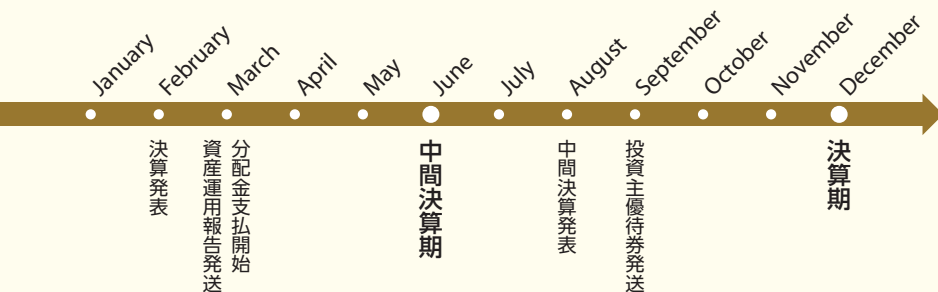 January
February
March
April
May
June
July
August
September
October
November
December
決算発表
分配金支払開始
資産運用報告発送
中間決算期
中間決算発表
投資主優待券発送
決算期